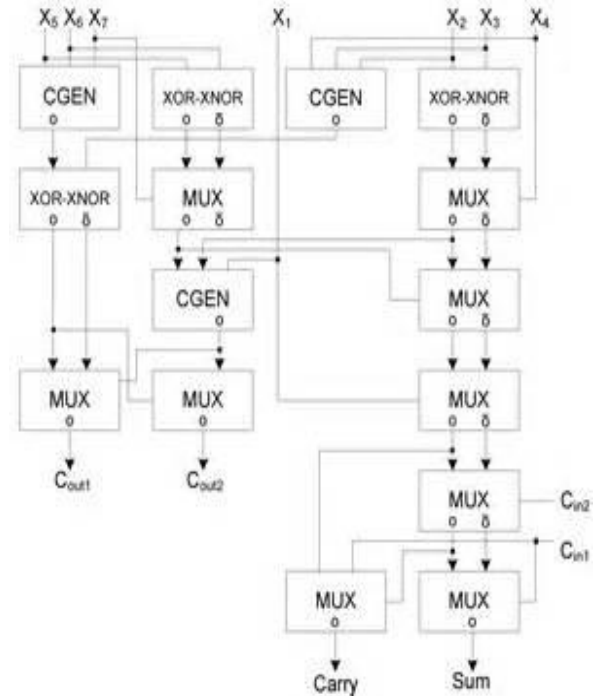 X₅ X₆ X₇ X₁ X₂ X₃ X₄
CGEN XOR-XNOR CGEN XOR-XNOR
o o ō o o ō
XOR-XNOR MUX MUX
o ō o ō o ō
CGEN MUX
o o ō
MUX MUX MUX
o o o ō
Cout1 Cout2
MUX Cin2
o ō
Cin1
MUX MUX
o o
Carry Sum